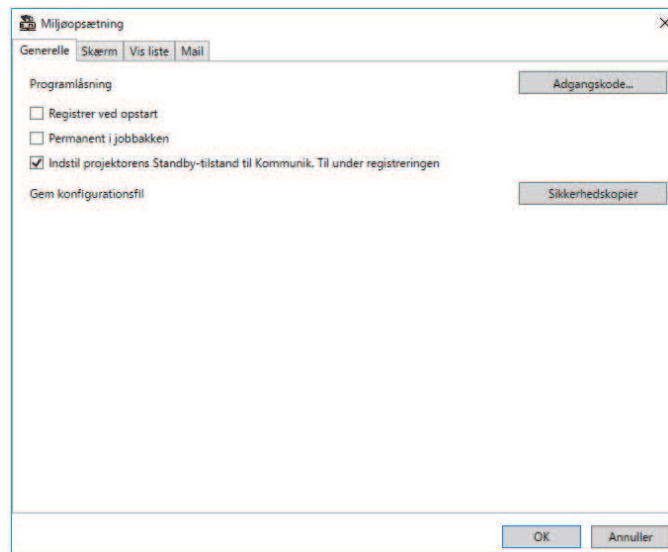 Miljøopsætning
Generelle Skærm Vis liste Mail
Programlåsning Adgangskode...
Registrer ved opstart
Permanent i jobbakken
Indstil projektorens Standby-tilstand til Kommunik. Til under registreringen
Gem konfigurationsfil Sikkerhedskopier
OK Annuller